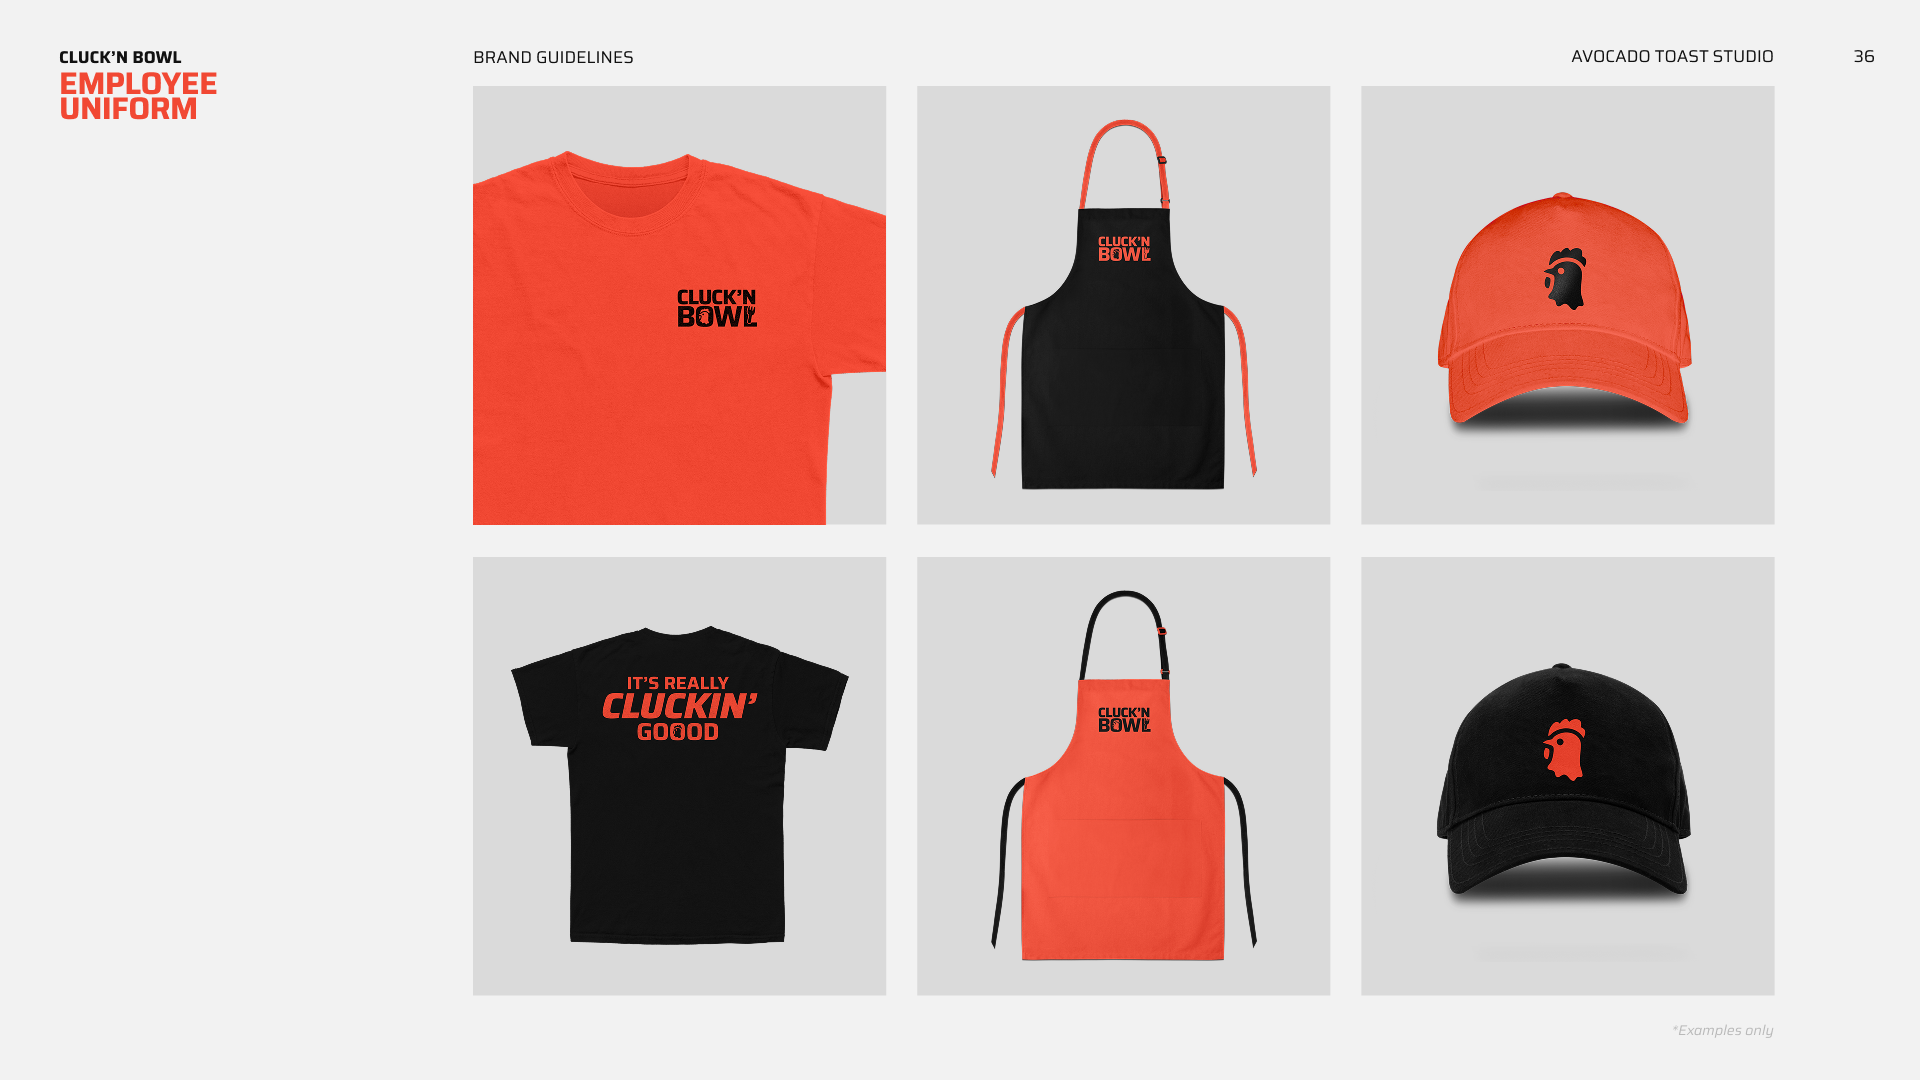 CLUCK'N BOWL
EMPLOYEE
UNIFORM
BRAND GUIDELINES
AVOCADO TOAST STUDIO
36
CLUCK'N
BOWL
CLUCK'N
BOWL
IT'S REALLY
CLUCKIN'
GOOOD
CLUCK'N
BOWL
*Examples only